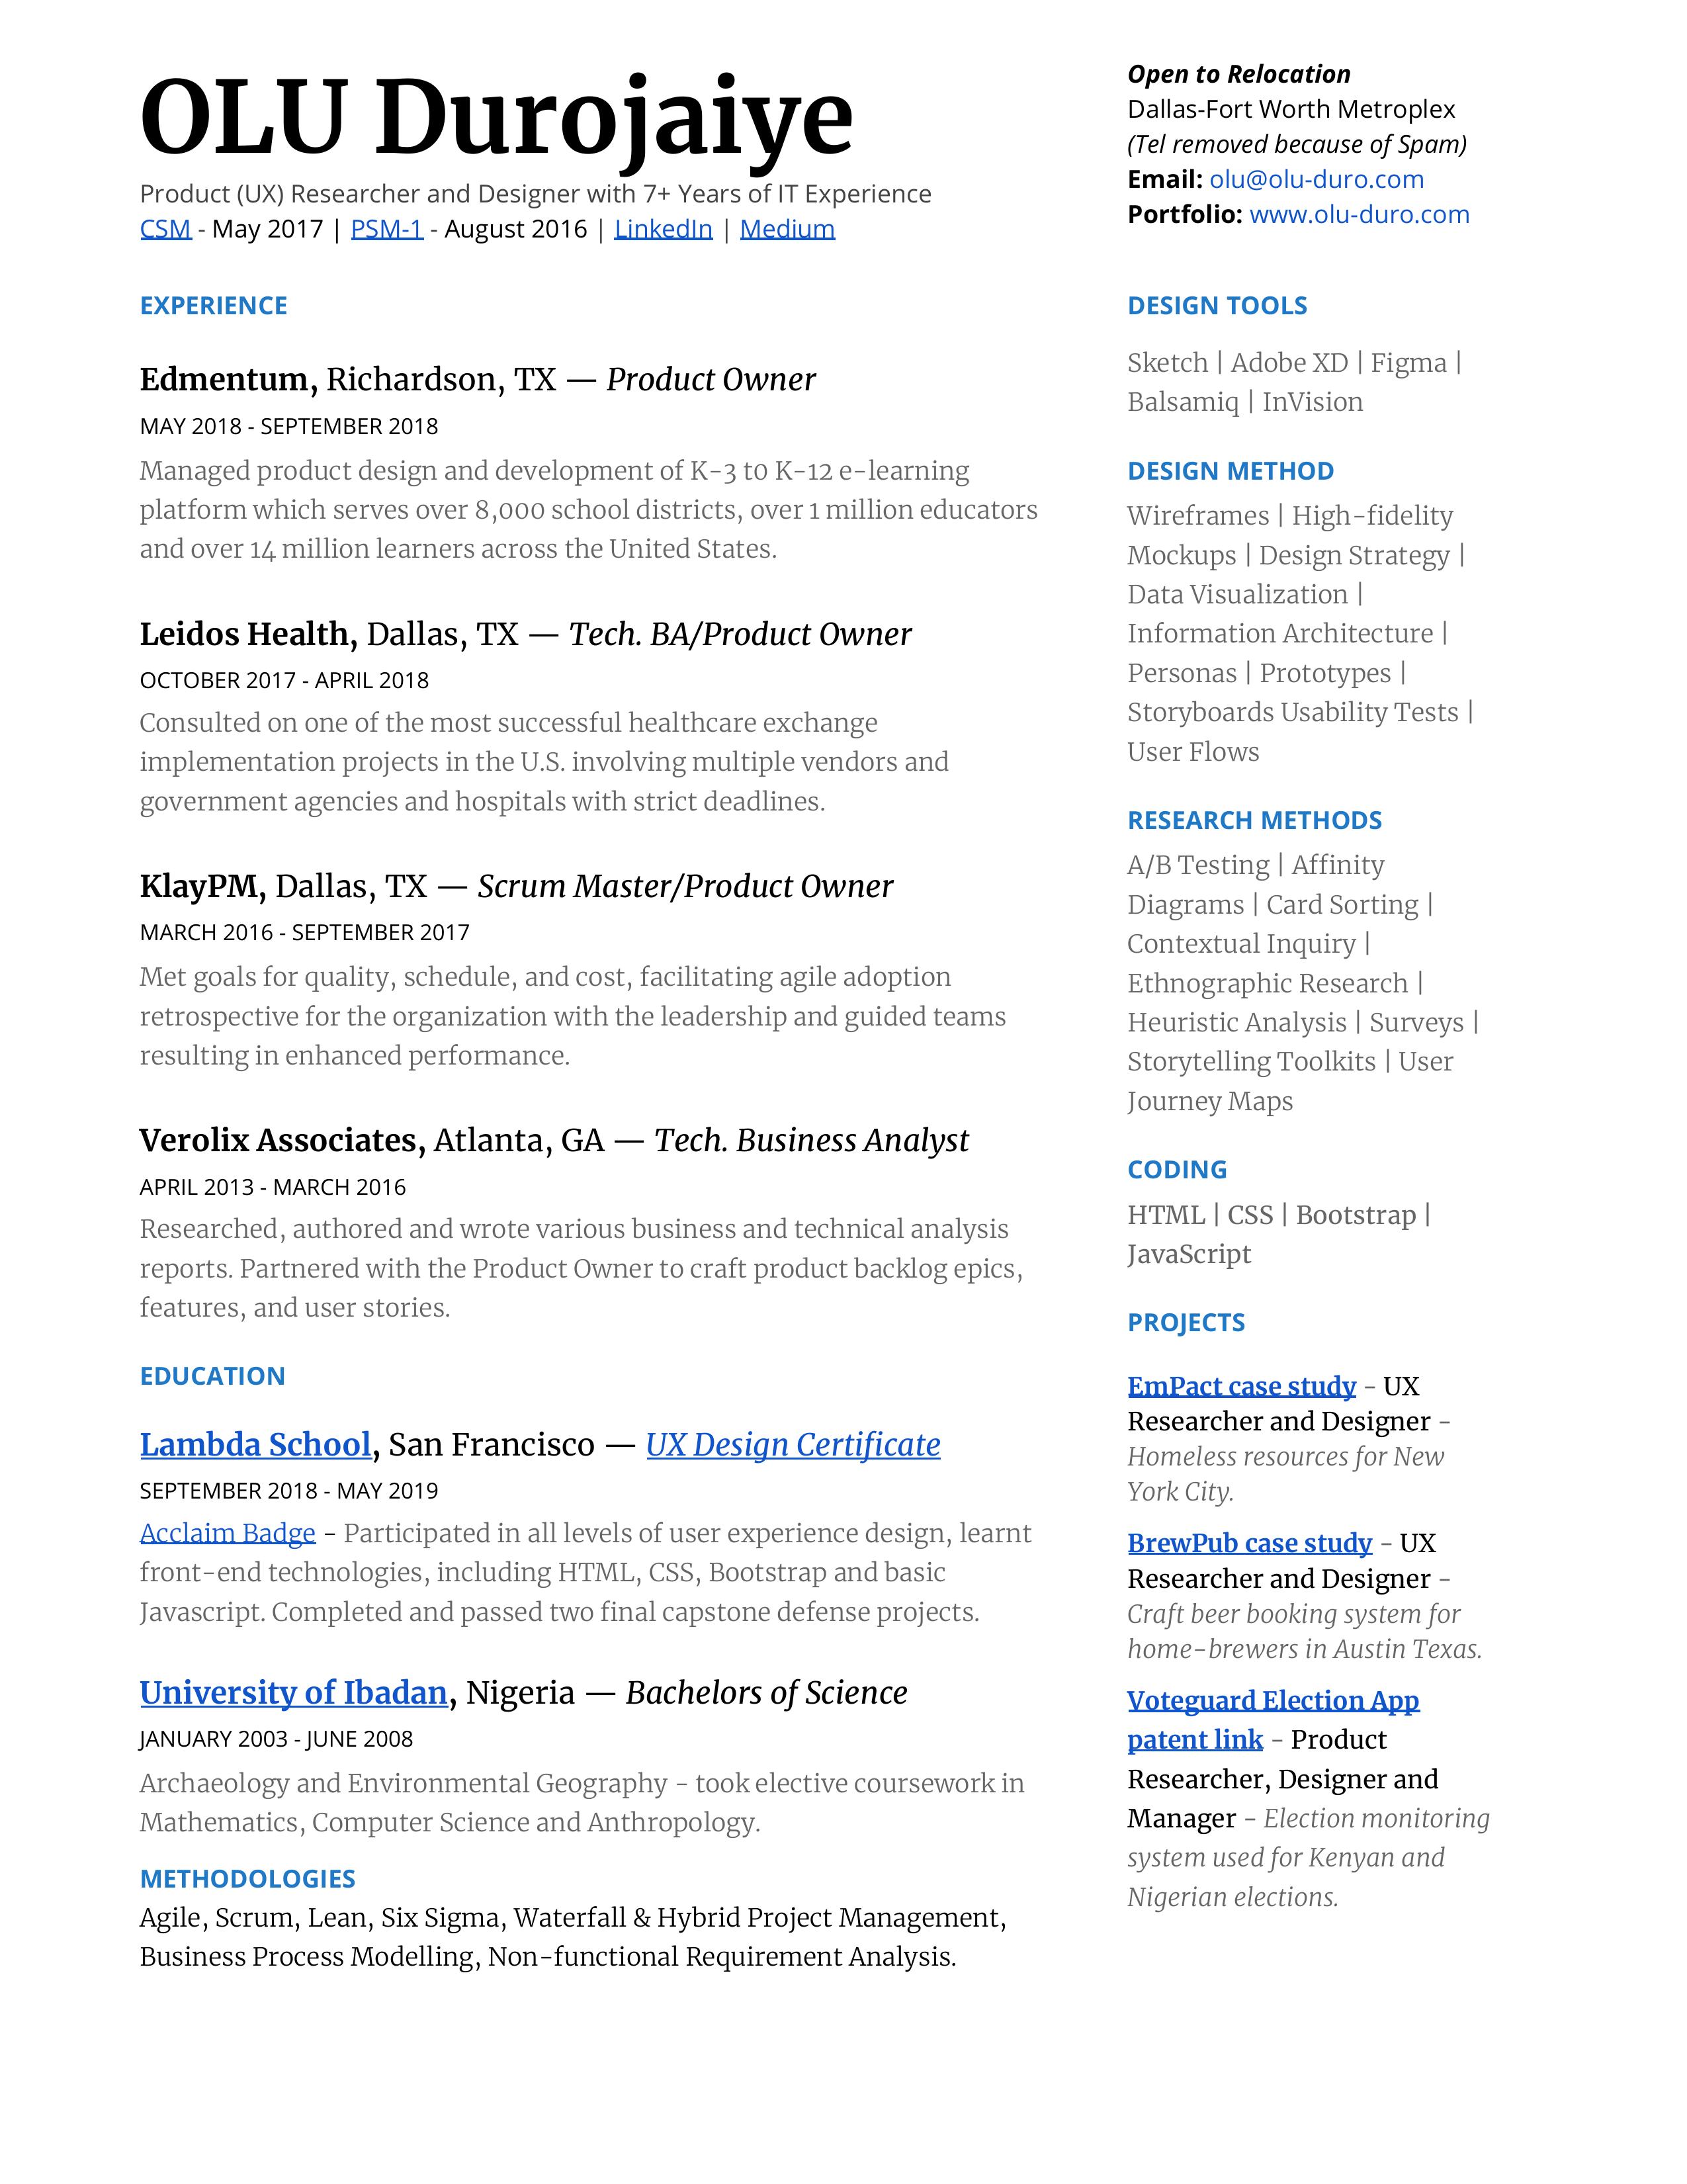 OLU Durojaiye
Product (UX) Researcher and Designer with 7+ Years of IT Experience
CSM - May 2017 | PSM-1 - August 2016 | LinkedIn | Medium
Open to Relocation
Dallas-Fort Worth Metroplex
(Tel removed because of Spam)
Email: olu@olu-duro.com
Portfolio: www.olu-duro.com
EXPERIENCE
Edmentum, Richardson, TX — Product Owner
MAY 2018 - SEPTEMBER 2018
Managed product design and development of K-3 t0 K-12 e-learning
platform which serves over 8,000 school districts, over 1 million educators
and over 14 million learners across the United States.
Leidos Health, Dallas, TX — Tech. BA/Product Owner
OCTOBER 2017 - APRIL 2018
Consulted on one of the most successful healthcare exchange
implementation projects in the U.S. involving multiple vendors and
government agencies and hospitals with strict deadlines.
KlayPM, Dallas, TX — Scrum Master/Product Owner
MARCH 2016 - SEPTEMBER 2017
Met goals for quality, schedule, and cost, facilitating agile adoption
retrospective for the organization with the leadership and guided teams
resulting in enhanced performance.
Verolix Associates, Atlanta, GA — Tech. Business Analyst
APRIL 2013 - MARCH 2016
Researched, authored and wrote various business and technical analysis
reports. Partnered with the Product Owner to craft product backlog epics,
features, and user stories.
EDUCATION
Lambda School, San Francisco — UX Design Certificate
SEPTEMBER 2018 - MAY 2019
Acclaim Badge - Participated in all levels of user experience design, learnt
front-end technologies, including HTML, CSS, Bootstrap and basic
Javascript. Completed and passed two final capstone defense projects.
University of Ibadan, Nigeria — Bachelors of Science
JANUARY 2003 - JUNE 2008
Archaeology and Environmental Geography - took elective coursework in
Mathematics, Computer Science and Anthropology.
METHODOLOGIES
Agile, Scrum, Lean, Six Sigma, Waterfall & Hybrid Project Management,
Business Process Modelling, Non-functional Requirement Analysis.
DESIGN TOOLS
Sketch | Adobe XD | Figma |
Balsamiq | InVision
DESIGN METHOD
Wireframes | High-fidelity
Mockups | Design Strategy |
Data Visualization |
Information Architecture |
Personas | Prototypes |
Storyboards Usability Tests |
User Flows
RESEARCH METHODS
A/B Testing | Affinity
Diagrams | Card Sorting |
Contextual Inquiry |
Ethnographic Research |
Heuristic Analysis | Surveys |
Storytelling Toolkits | User
Journey Maps
CODING
HTML | CSS | Bootstrap |
JavaScript
PROJECTS
EmPact case study - UX
Researcher and Designer -
Homeless resources for New
York City.
BrewPub case study - UX
Researcher and Designer -
Craft beer booking system for
home-brewers in Austin Texas.
Voteguard Election App
patent link - Product
Researcher, Designer and
Manager - Election monitoring
system used for Kenyan and
Nigerian elections.